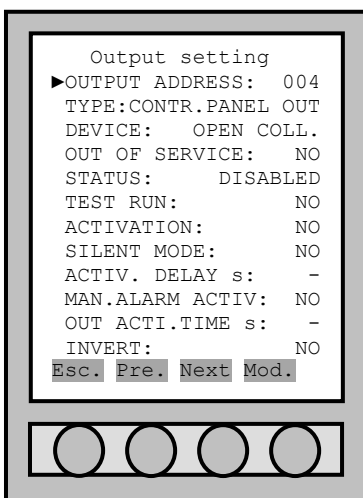 Output setting
►OUTPUT ADDRESS: 004
TYPE:CONTR.PANEL OUT
DEVICE: OPEN COLL.
OUT OF SERVICE: NO
STATUS: DISABLED
TEST RUN: NO
ACTIVATION: NO
SILENT MODE: NO
ACTIV. DELAY s: -
MAN.ALARM ACTIV: NO
OUT ACTI.TIME s: -
INVERT: NO
Esc. Pre. Next Mod.